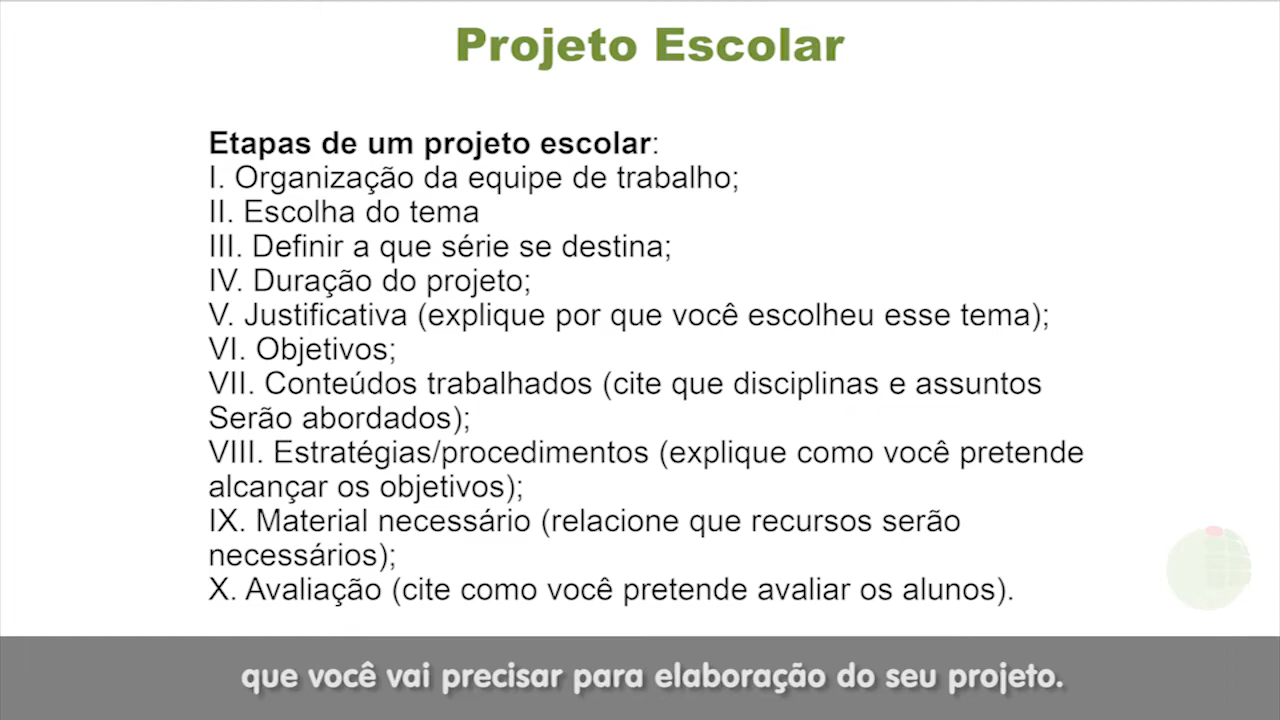 Projeto Escolar
Etapas de um projeto escolar:
I. Organização da equipe de trabalho;
II. Escolha do tema
III. Definir a que série se destina;
IV. Duração do projeto;
V. Justificativa (explique por que você escolheu esse tema);
VI. Objetivos;
VII. Conteúdos trabalhados (cite que disciplinas e assuntos
Serão abordados);
VIII. Estratégias/procedimentos (explique como você pretende
alcançar os objetivos);
IX. Material necessário (relacione que recursos serão
necessários);
X. Avaliação (cite como você pretende avaliar os alunos).
que você vai precisar para elaboração do seu projeto.